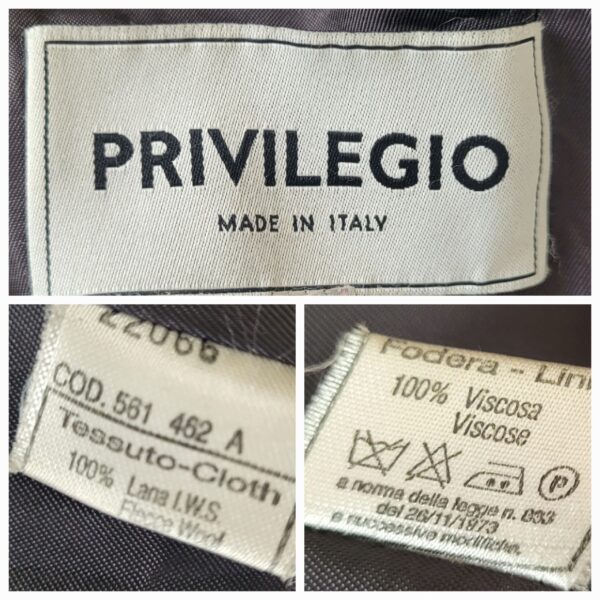 PRIVILEGIO
MADE IN ITALY
22066
COD. 561 462 A
Tessuto-Cloth
100% Lana I.W.S.
Fleece Wool
Fodera - Lini
100% Viscosa
Viscose
P
a norma della legge n. 883
del 26/11/1973
e successive modifiche.